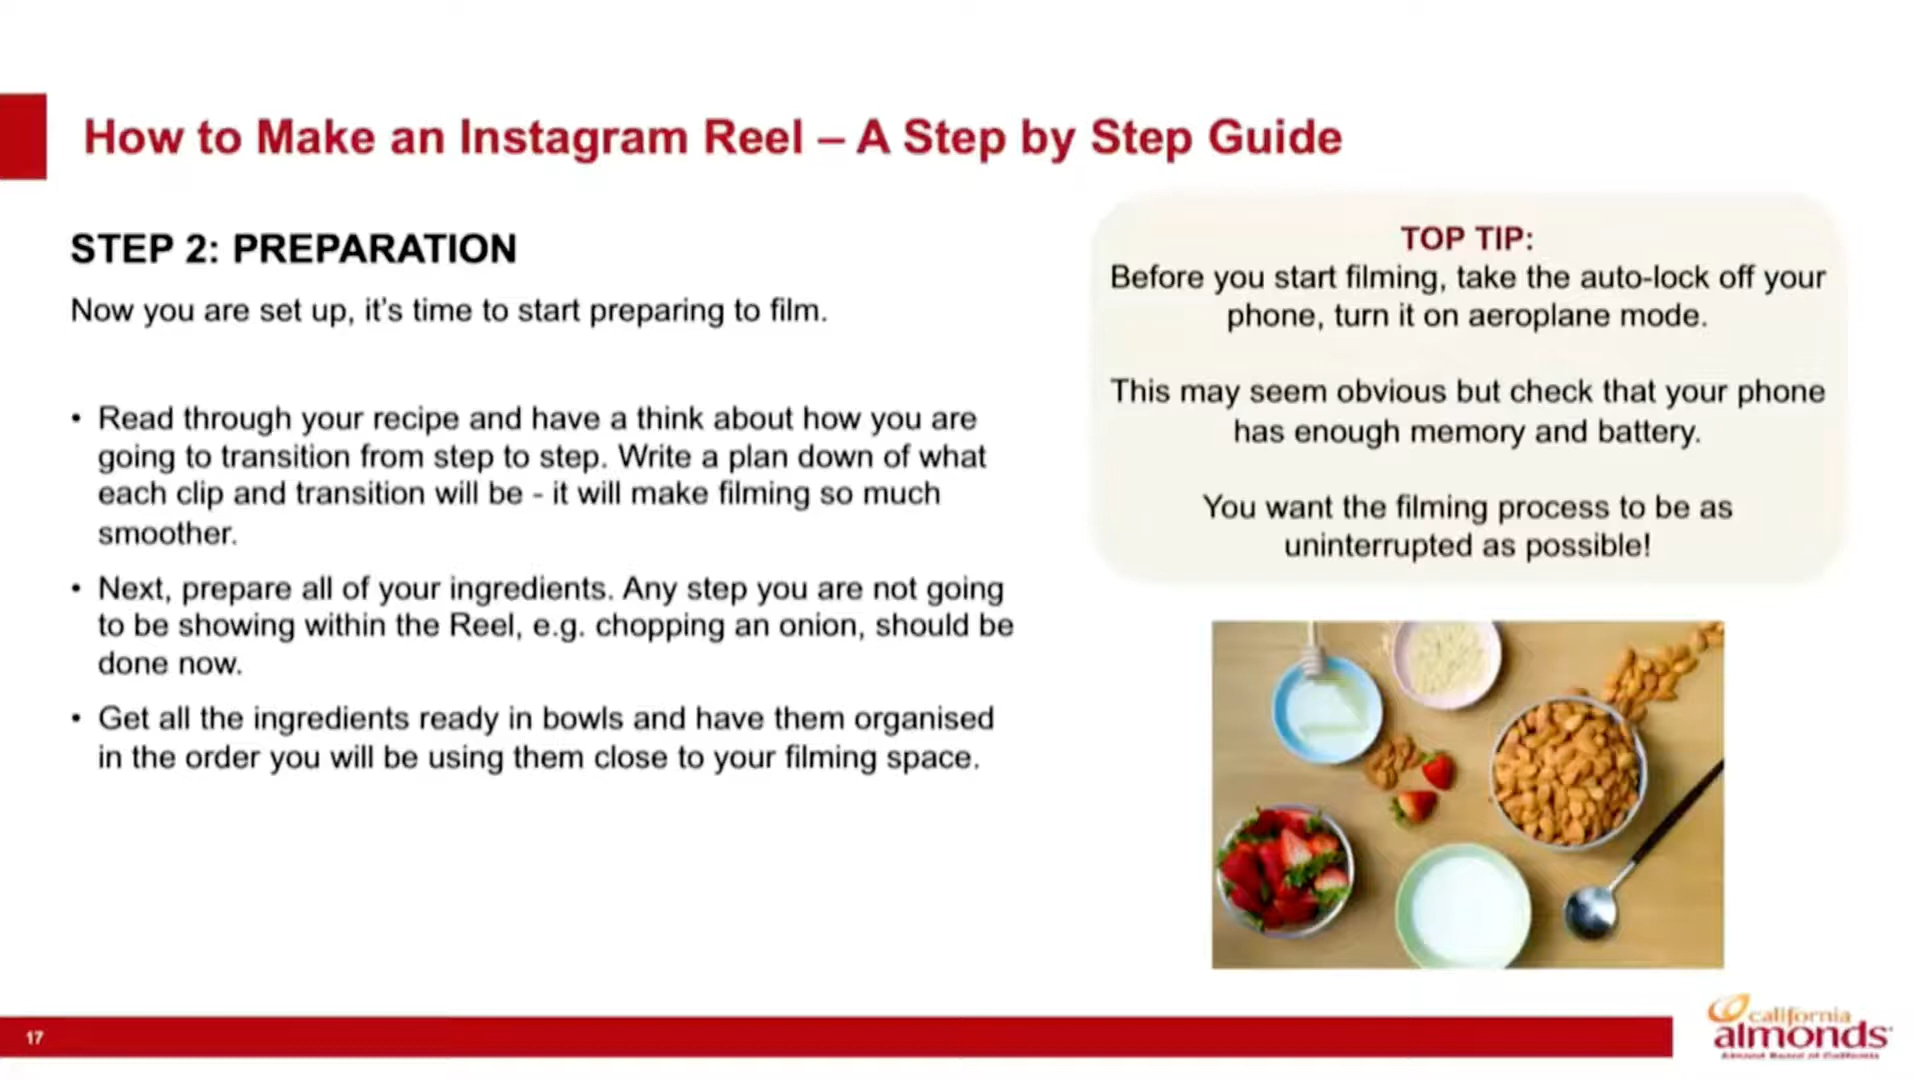 How to Make an Instagram Reel – A Step by Step Guide
STEP 2: PREPARATION
Now you are set up, it's time to start preparing to film.
• Read through your recipe and have a think about how you are
going to transition from step to step. Write a plan down of what
each clip and transition will be - it will make filming so much
smoother.
• Next, prepare all of your ingredients. Any step you are not going
to be showing within the Reel, e.g. chopping an onion, should be
done now.
• Get all the ingredients ready in bowls and have them organised
in the order you will be using them close to your filming space.
TOP TIP:
Before you start filming, take the auto-lock off your
phone, turn it on aeroplane mode.
This may seem obvious but check that your phone
has enough memory and battery.
You want the filming process to be as
uninterrupted as possible!
17
california
almonds
Almond Board of California